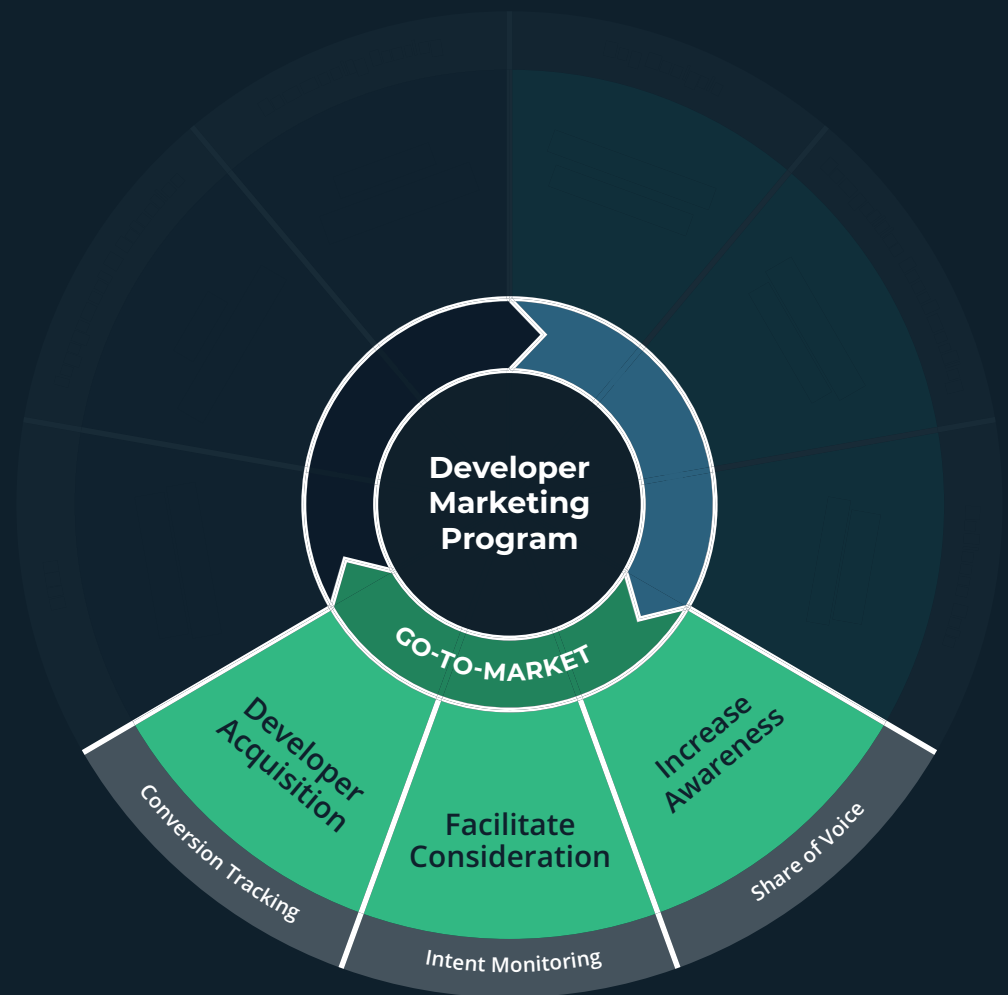 Developer
Marketing
Program
GO-TO-MARKET
Developer
Acquisition
Facilitate
Consideration
Increase
Awareness
Conversion Tracking
Intent Monitoring
Share of Voice